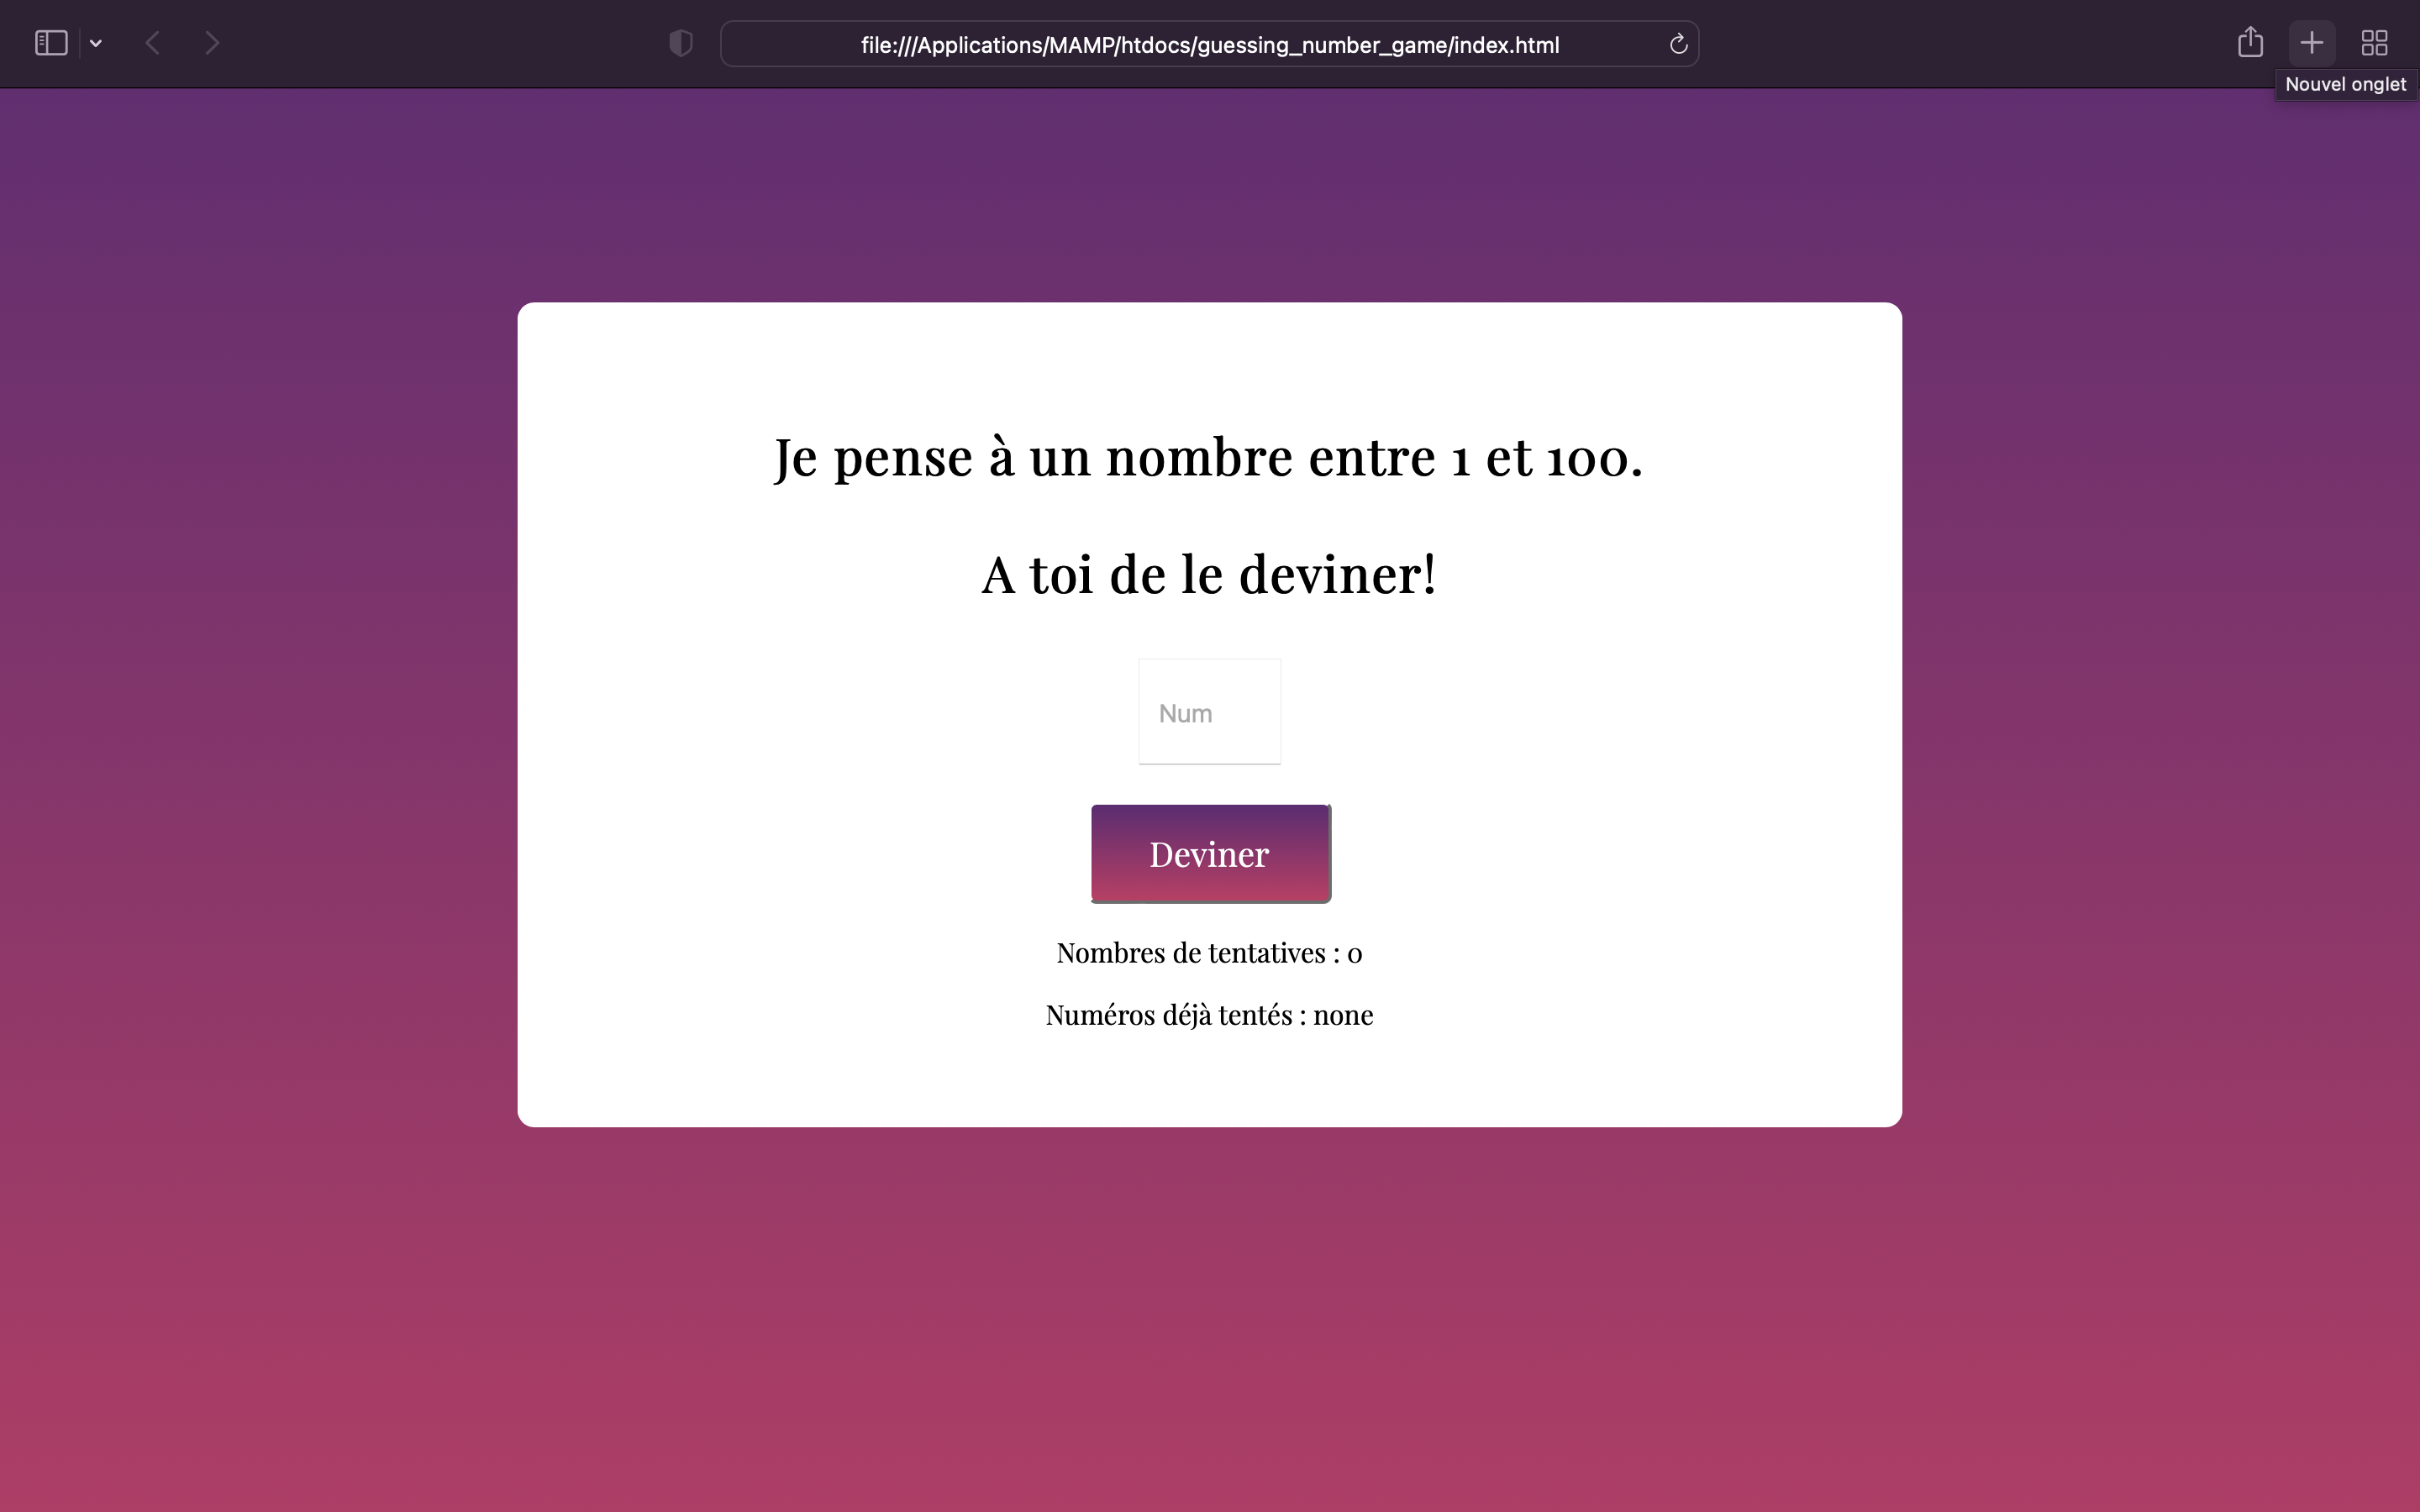 file:///Applications/MAMP/htdocs/guessing_number_game/index.html
Nouvel onglet
Je pense à un nombre entre 1 et 100.
A toi de le deviner!
Num
Deviner
Nombres de tentatives : 0
Numéros déjà tentés : none